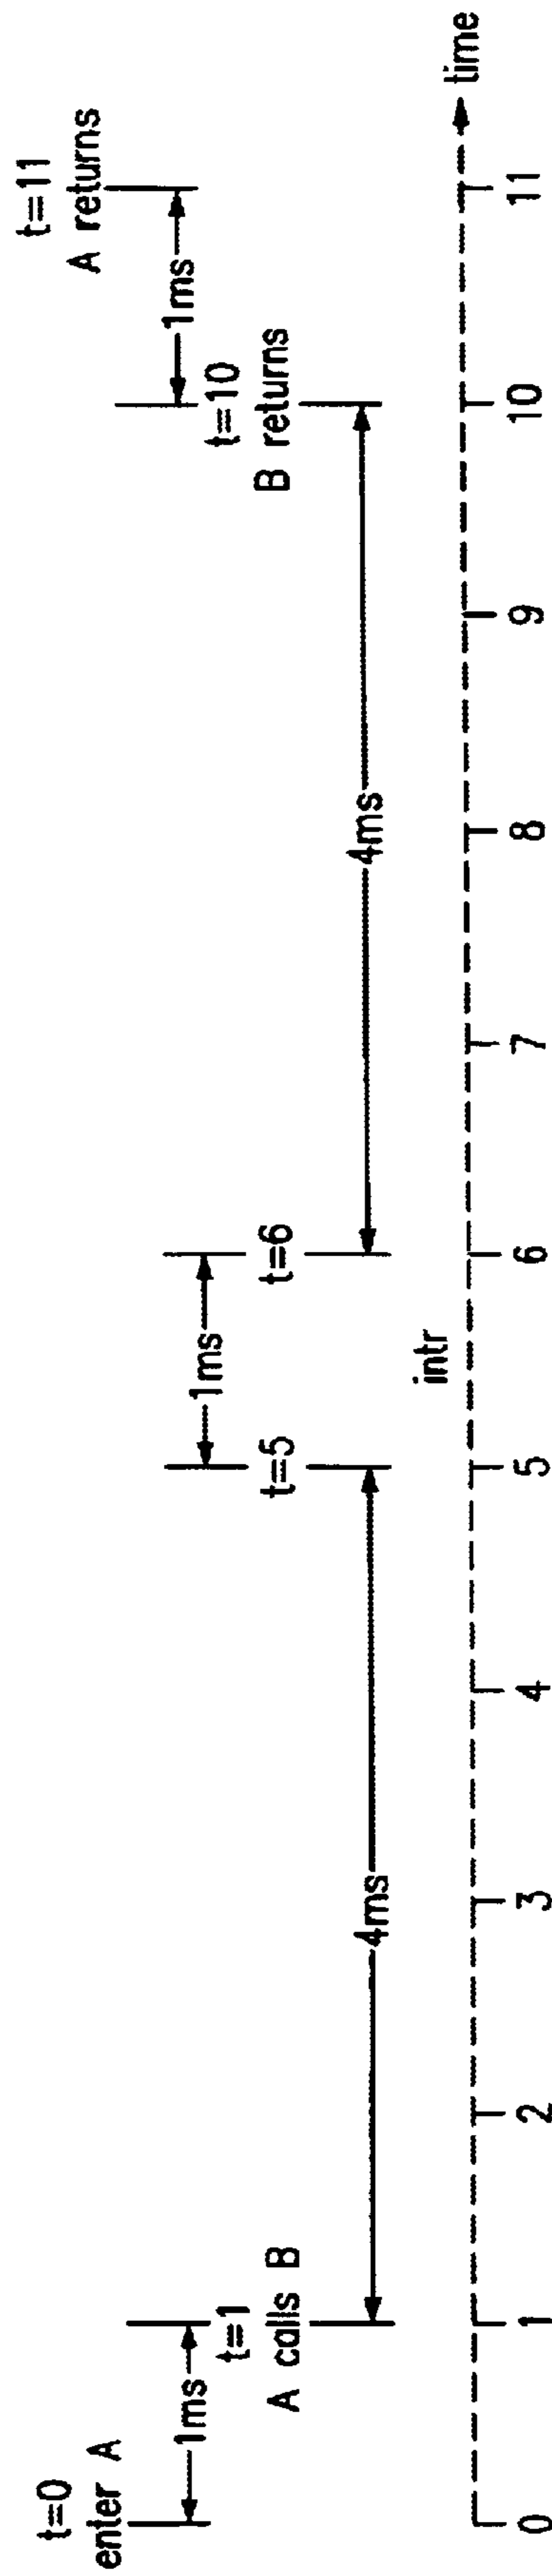 t=0
enter A
1ms
t=1
A calls B
4ms
t=5
1ms
t=6
intr
4ms
t=10
B returns
1ms
t=11
A returns
0 1 2 3 4 5 6 7 8 9 10 11 time